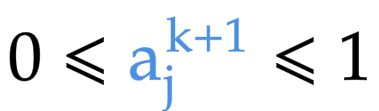 0 ⩽ a_j^{k+1} ⩽ 1